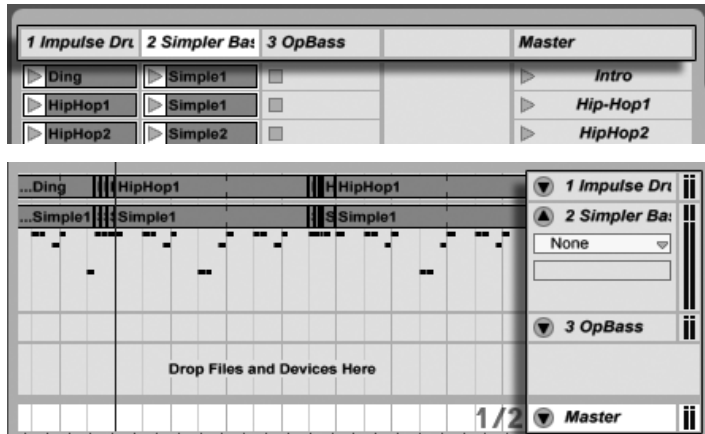 1 Impulse Dru 2 Simpler Bas 3 OpBass Master
Ding Simple1 Intro
HipHop1 Simple1 Hip-Hop1
HipHop2 Simple2 HipHop2
...Ding HipHop1 H HipHop1 1 Impulse Dru
...Simple1 S Simple1 S Simple1 2 Simpler Bas
None
3 OpBass
Drop Files and Devices Here
1/2 Master